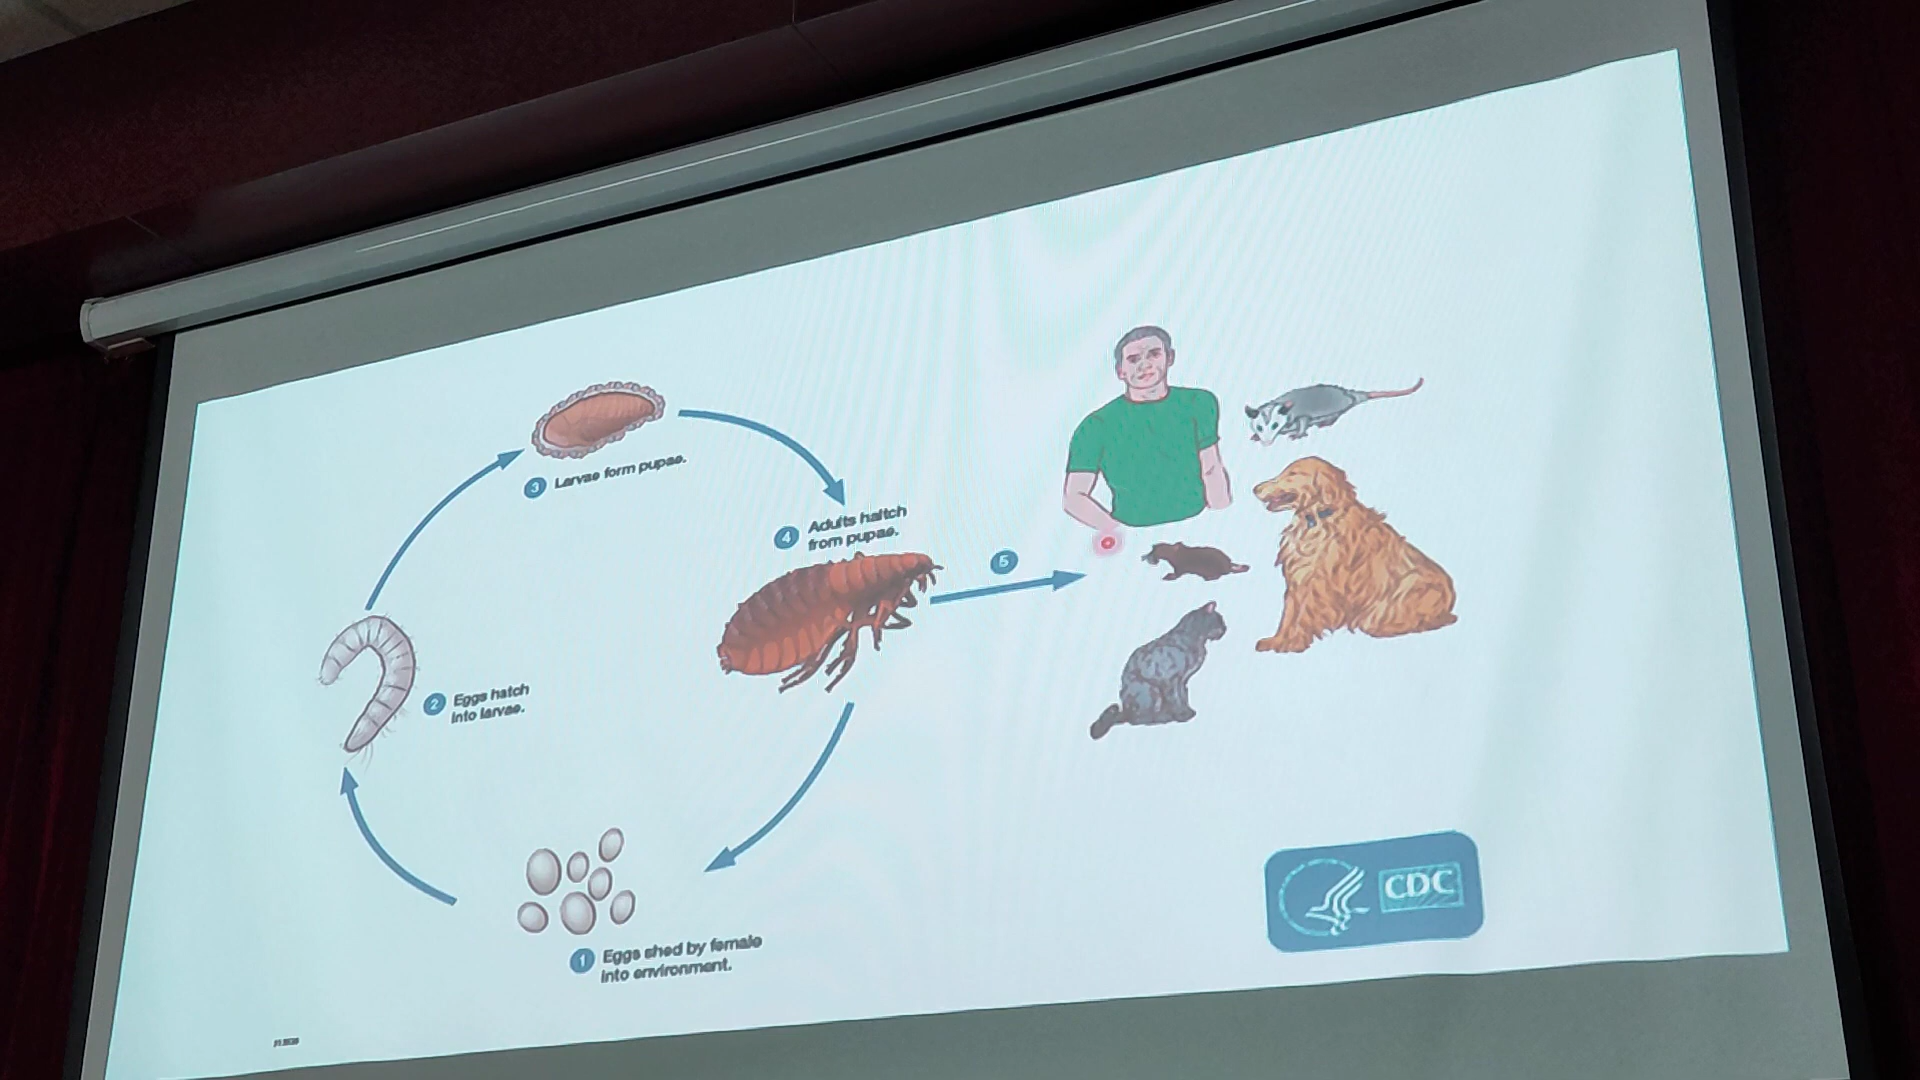 3 Larvae form pupae.
4 Adults haltch
from pupae.
5
2 Eggs hatch
into larvae.
1 Eggs shed by female
into environment.
CDC